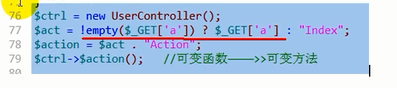 76 $ctrl = new UserController();
77 $act = !empty($_GET['a']) ? $_GET['a'] : "Index";
78 $action = $act . "Action";
79 $ctrl->$action();   //可变函数——>>可变方法
80